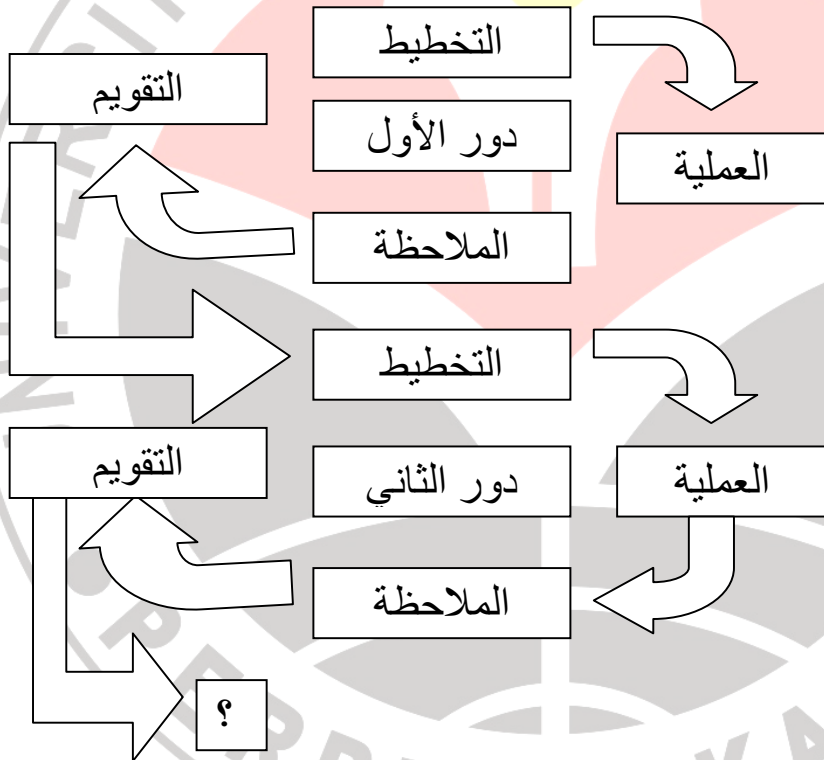 التخطيط
التقويم
دور الأول
العملية
الملاحظة
التخطيط
التقويم
دور الثاني
العملية
الملاحظة
؟